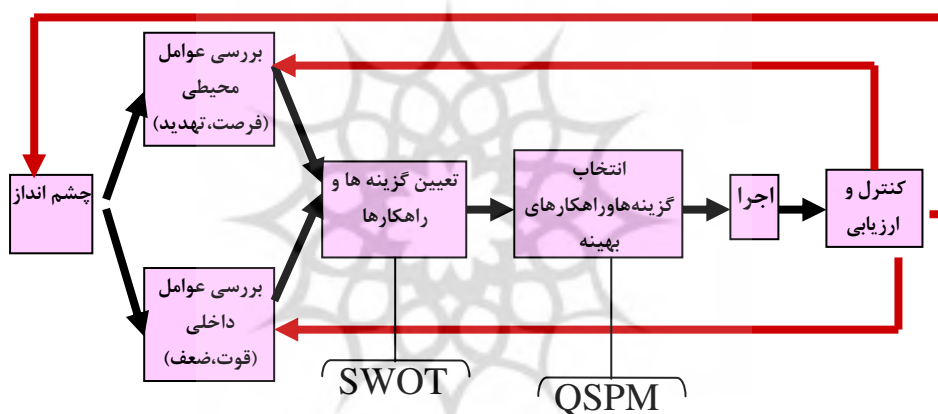 بررسی عوامل
محیطی
(فرصت،تهدید)
چشم انداز
تعیین گزینه ها و
راهکارها
انتخاب
گزینه‌هاوراهکارهای
بهینه
اجرا
کنترل و
ارزیابی
بررسی عوامل
داخلی
(قوت،ضعف)
SWOT
QSPM